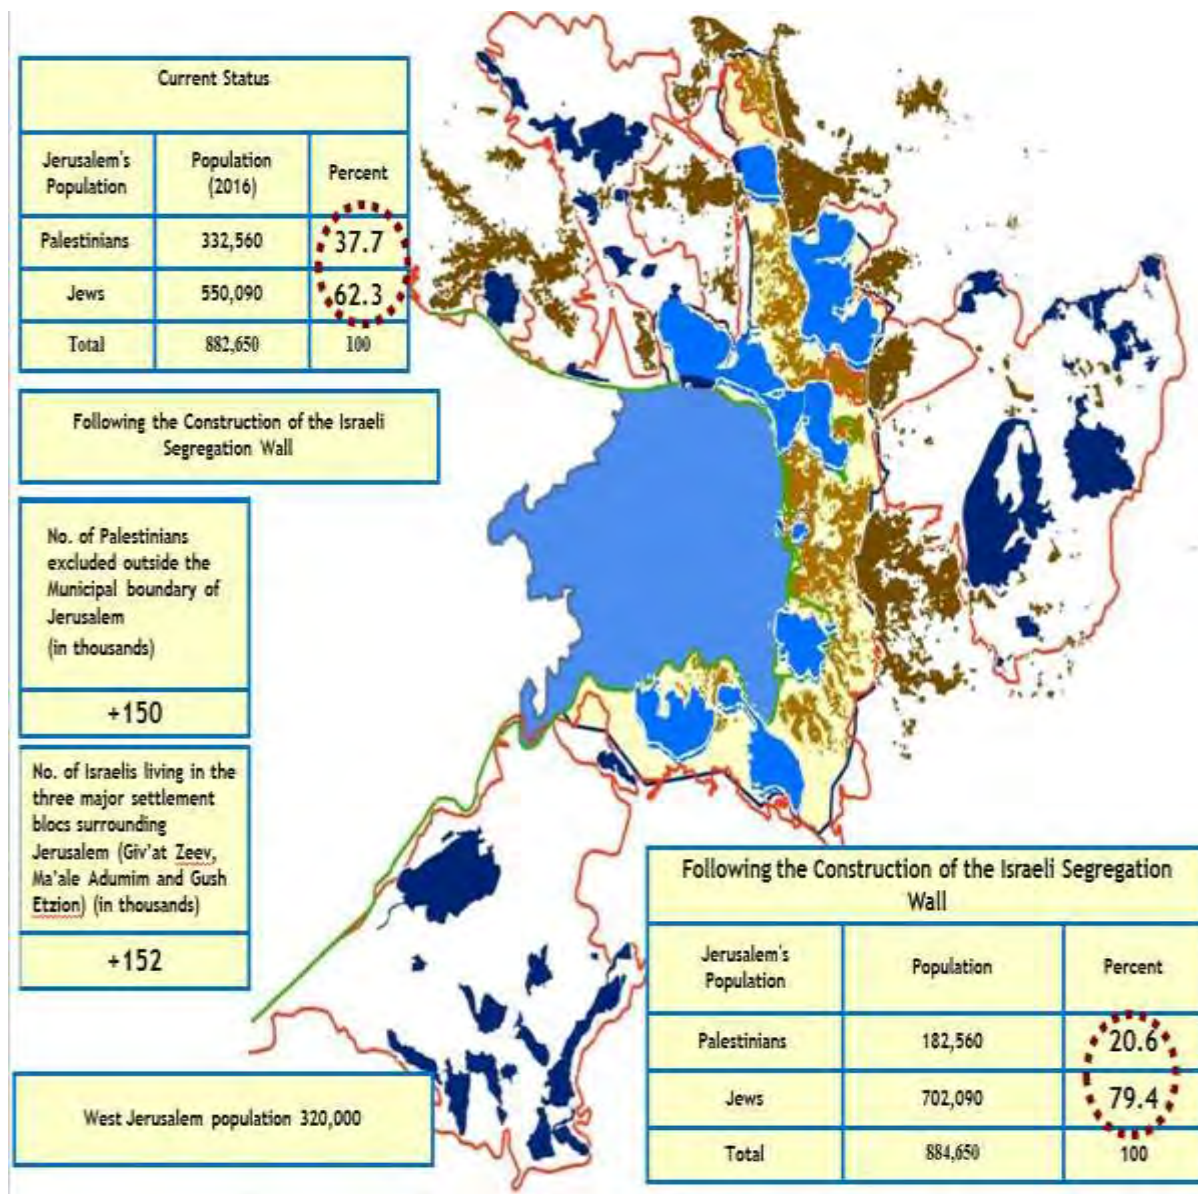 Current Status
Jerusalem's
Population
Population
(2016)
Percent
Palestinians 332,560 37.7
Jews 550,090 62.3
Total 882,650 100
Following the Construction of the Israeli
Segregation Wall
No. of Palestinians
excluded outside the
Municipal boundary of
Jerusalem
(in thousands)
+150
No. of Israelis living in the
three major settlement
blocs surrounding
Jerusalem (Giv'at Zeev,
Ma'ale Adumim and Gush
Etzion) (in thousands)
+152
West Jerusalem population 320,000
Following the Construction of the Israeli Segregation
Wall
Jerusalem's
Population
Population
Percent
Palestinians 182,560 20.6
Jews 702,090 79.4
Total 884,650 100